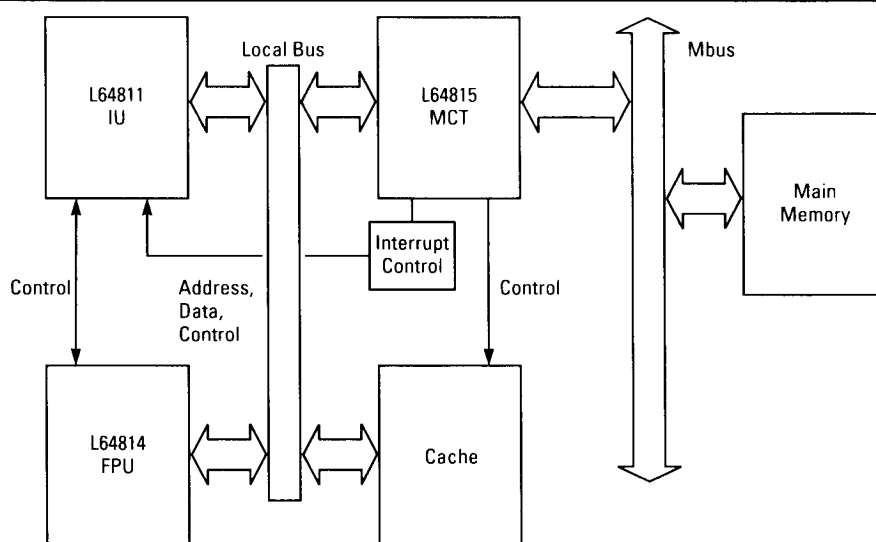 Local Bus
Mbus
L64811
IU
L64815
MCT
Main
Memory
Interrupt
Control
Control
Address,
Data,
Control
Control
L64814
FPU
Cache